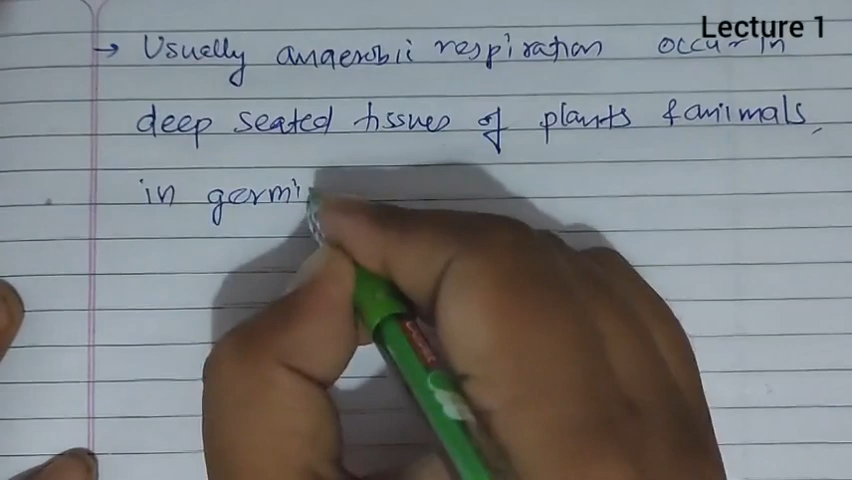 Lecture 1
→ Usually anaerobic respiration occur in
deep seated tissues of plants & animals,
in germi